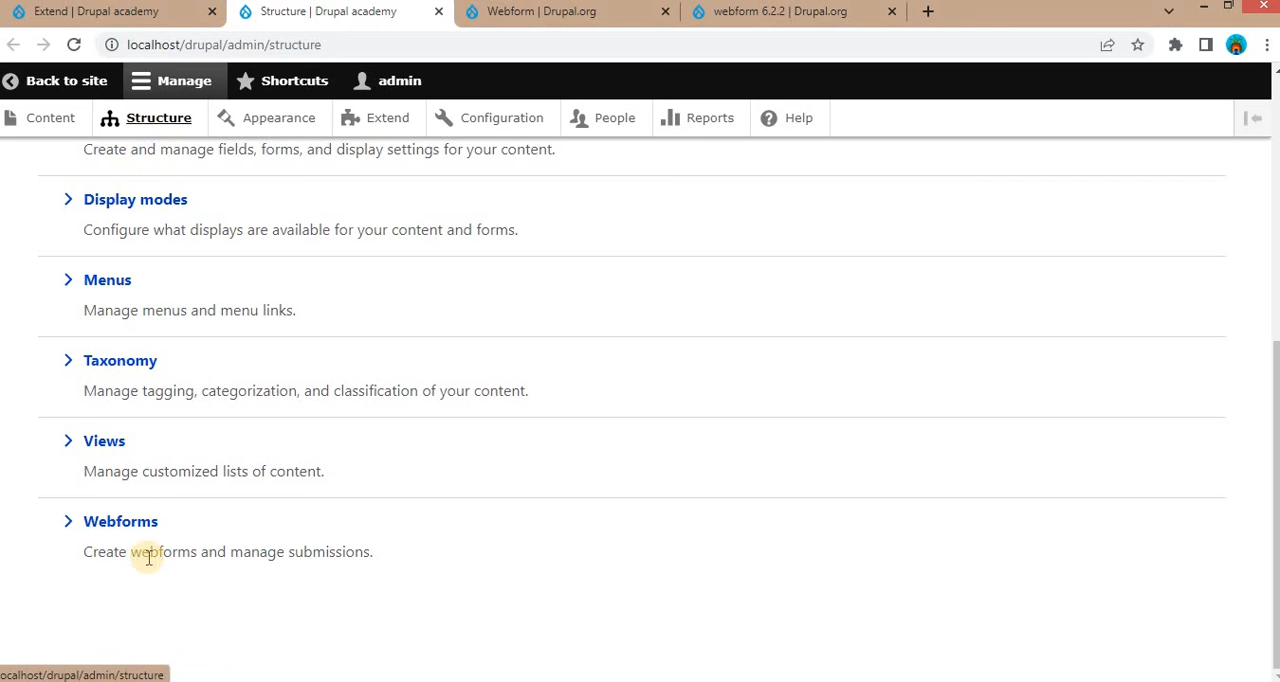 Extend | Drupal academy
Structure | Drupal academy
Webform | Drupal.org
webform 6.2.2 | Drupal.org
localhost/drupal/admin/structure
Back to site
Manage
Shortcuts
admin
Content
Structure
Appearance
Extend
Configuration
People
Reports
Help
Create and manage fields, forms, and display settings for your content.
Display modes
Configure what displays are available for your content and forms.
Menus
Manage menus and menu links.
Taxonomy
Manage tagging, categorization, and classification of your content.
Views
Manage customized lists of content.
Webforms
Create webforms and manage submissions.
ocalhost/drupal/admin/structure